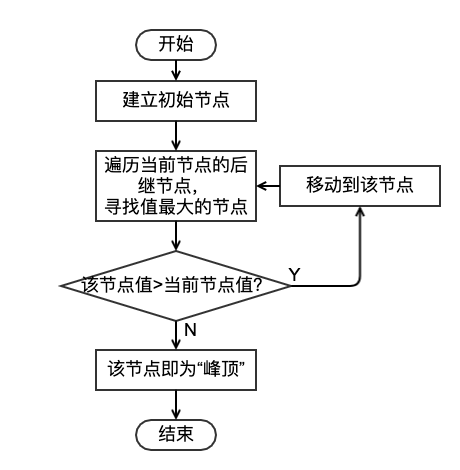 开始
建立初始节点
遍历当前节点的后
继节点，
寻找值最大的节点
移动到该节点
该节点值>当前节点值?
Y
N
该节点即为“峰顶”
结束